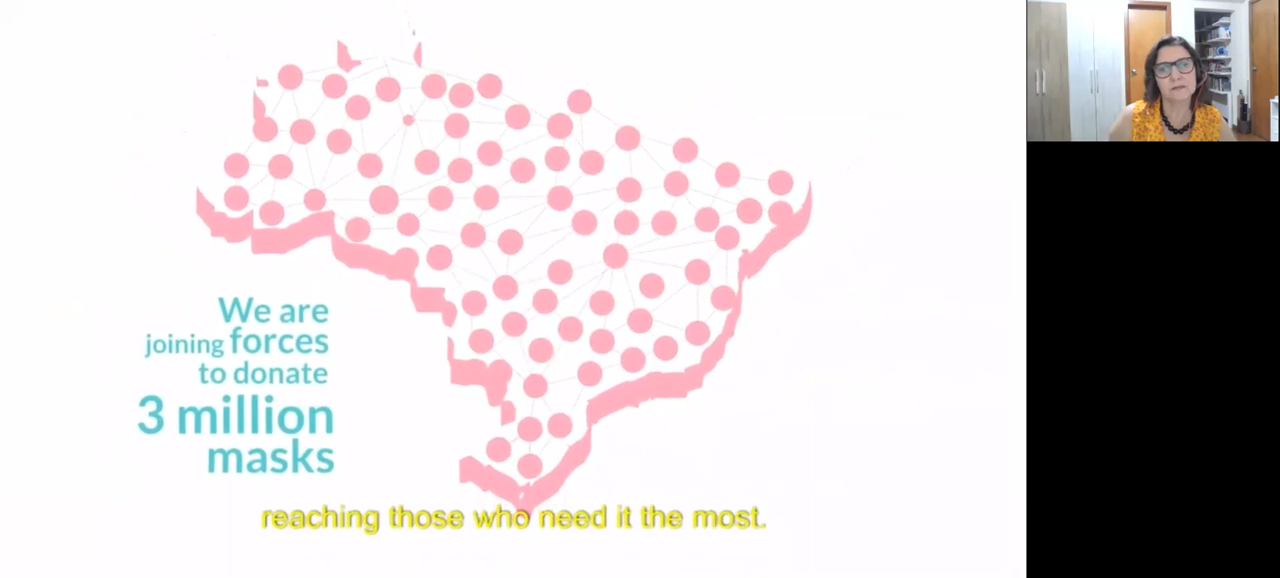 We are
joining forces
to donate
3 million
masks
reaching those who need it the most.